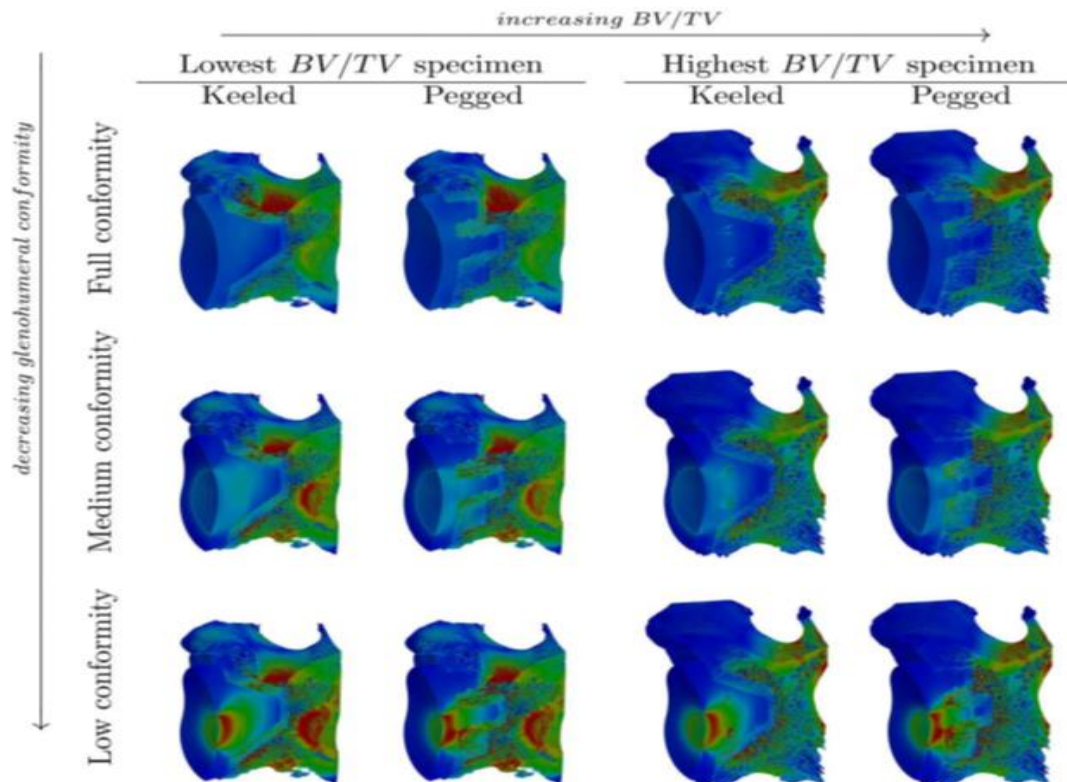 increasing BV/TV
Lowest BV/TV specimen
Highest BV/TV specimen
Keeled
Pegged
Keeled
Pegged
decreasing glenohumeral conformity
Full conformity
Medium conformity
Low conformity